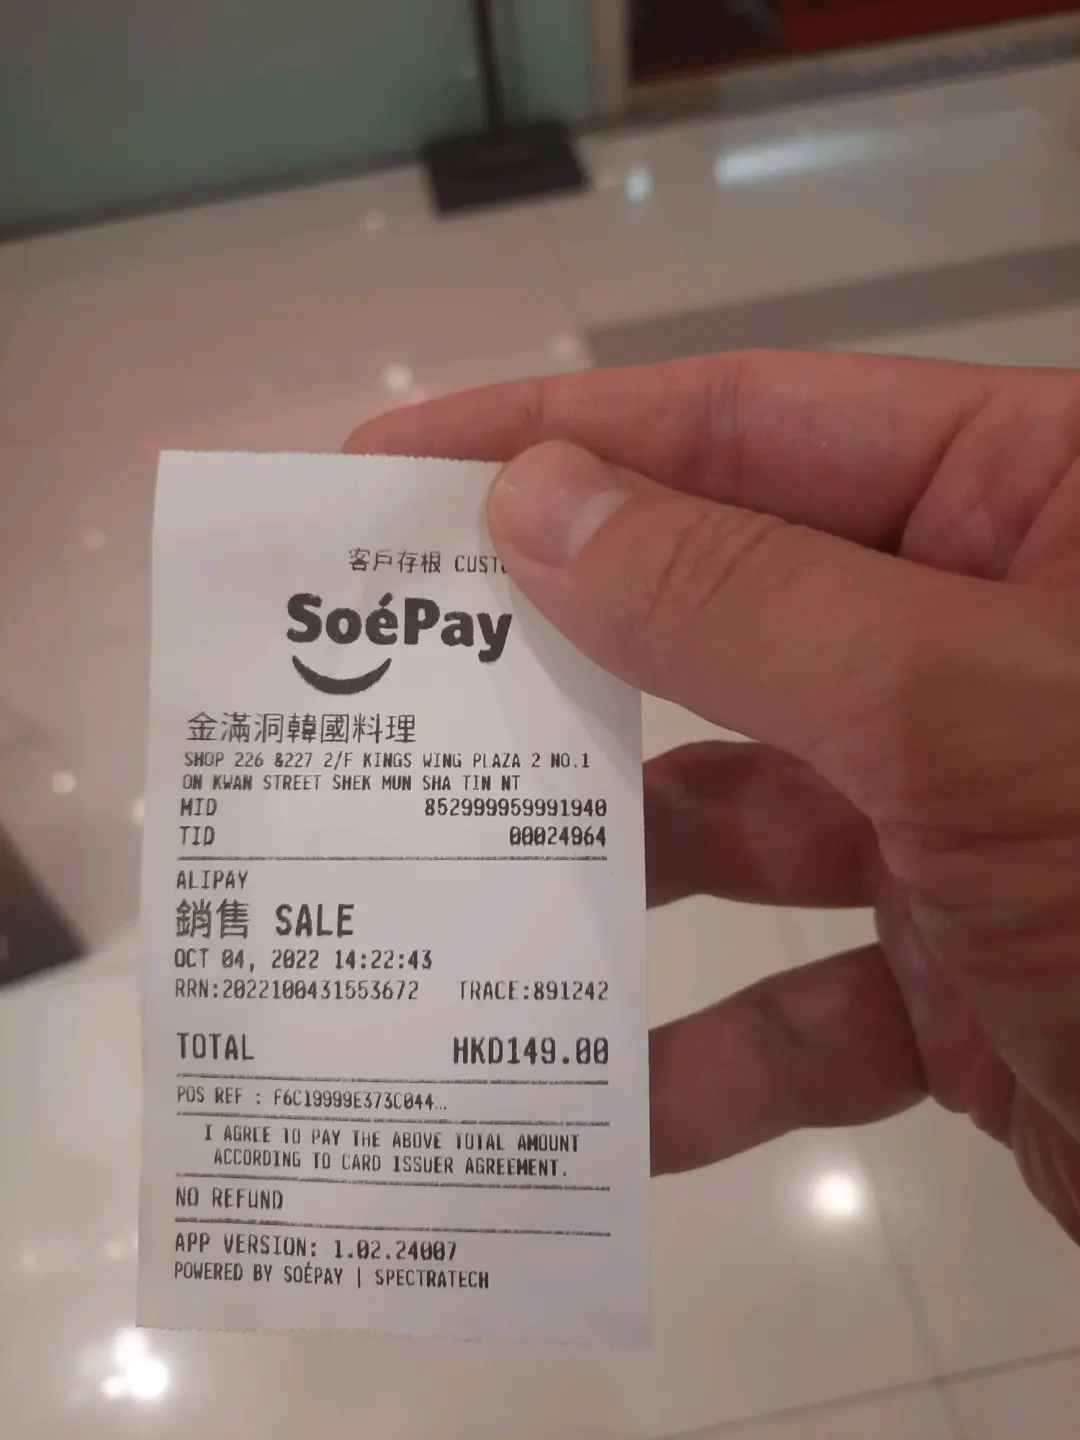 客戶存根
SoéPay
金滿洞韓國料理
SHOP 226 &227 2/F KINGS WING PLAZA 2 NO.1
ON KWAN STREET SHEK MUN SHA TIN NT
MID 852999959991940
TID 00024964
ALIPAY
銷售 SALE
OCT 04, 2022 14:22:43
RRN:2022100431553672 TRACE:891242
TOTAL HKD149.00
POS REF : F6C19999E373C044…
I AGREE TO PAY THE ABOVE TOTAL AMOUNT
ACCORDING TO CARD ISSUER AGREEMENT.
NO REFUND
APP VERSION: 1.02.24007
POWERED BY SOÉPAY | SPECTRATECH